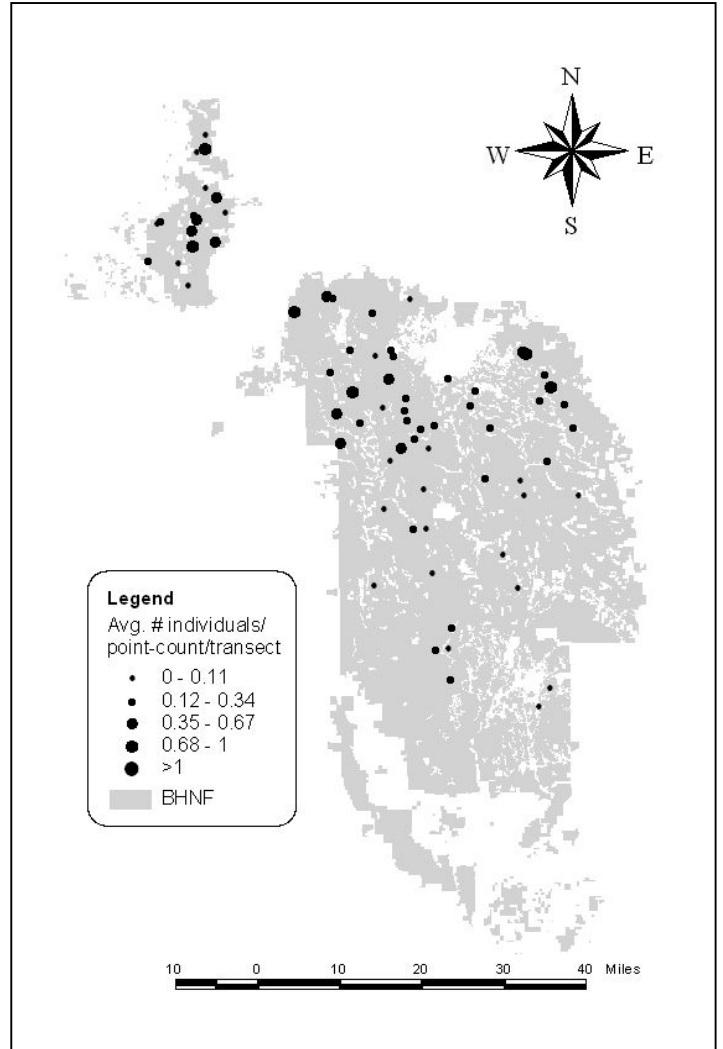 N
W E
S
Legend
Avg. # individuals/
point-count/transect
0 - 0.11
0.12 - 0.34
0.35 - 0.67
0.68 - 1
>1
BHNF
10 0 10 20 30 40 Miles